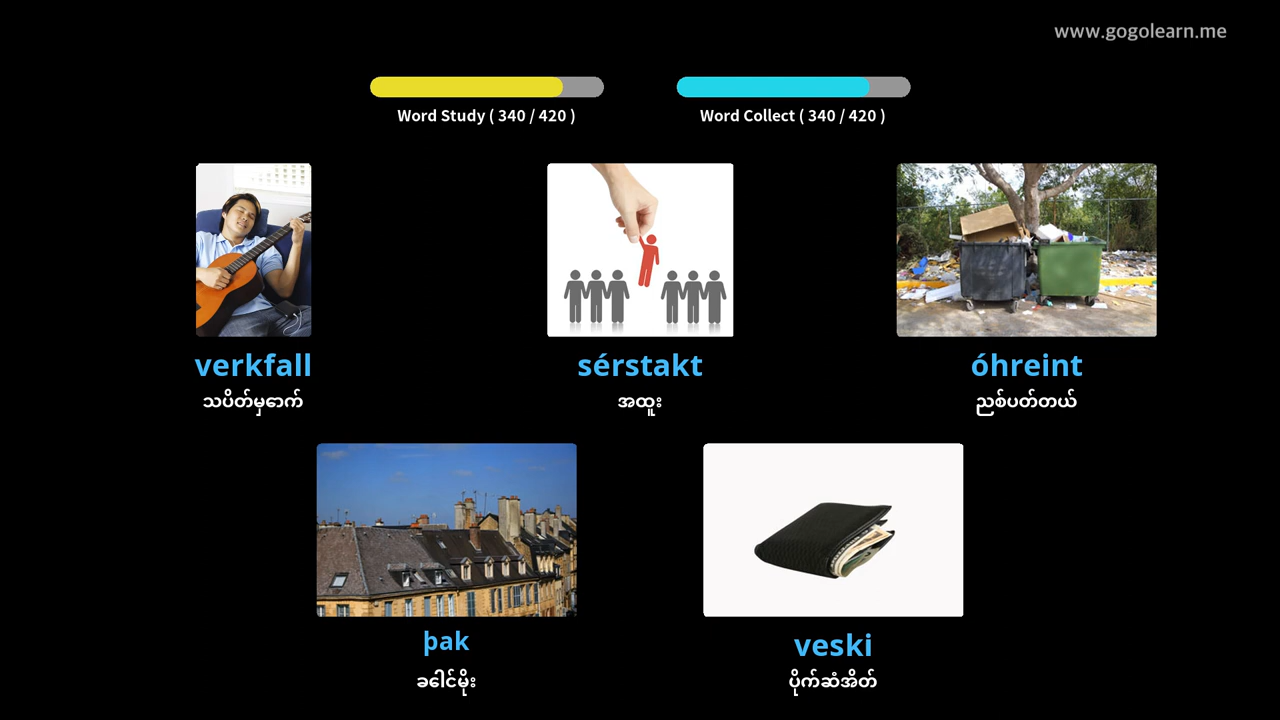 www.gogolearn.me
Word Study ( 340 / 420 )
Word Collect ( 340 / 420 )
verkfall
သပိတ်မှောက်
sérstakt
အထူး
óhreint
ညစ်ပတ်တယ်
þak
ခေါင်မိုး
veski
ပိုက်ဆံအိတ်